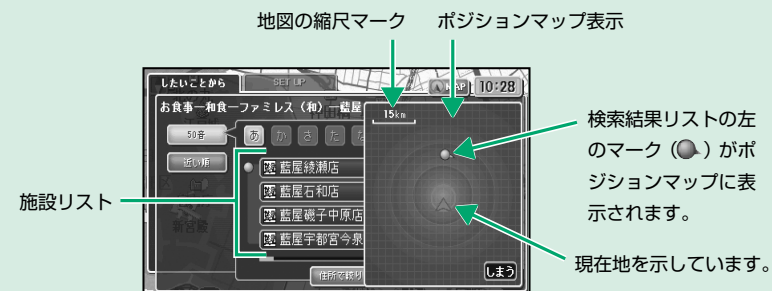 地図の縮尺マーク
ポジションマップ表示
したいことから
SET UP
MAP
10:28
お食事ー和食ーファミレス（和）ー藍屋
15km
50音
あ か さ た な
近い順
藍屋綾瀬店
藍屋石和店
藍屋磯子中原店
藍屋宇都宮今泉
住所で絞り
しまう
施設リスト
検索結果リストの左
のマーク（ ）がポ
ジションマップに表
示されます。
現在地を示しています。